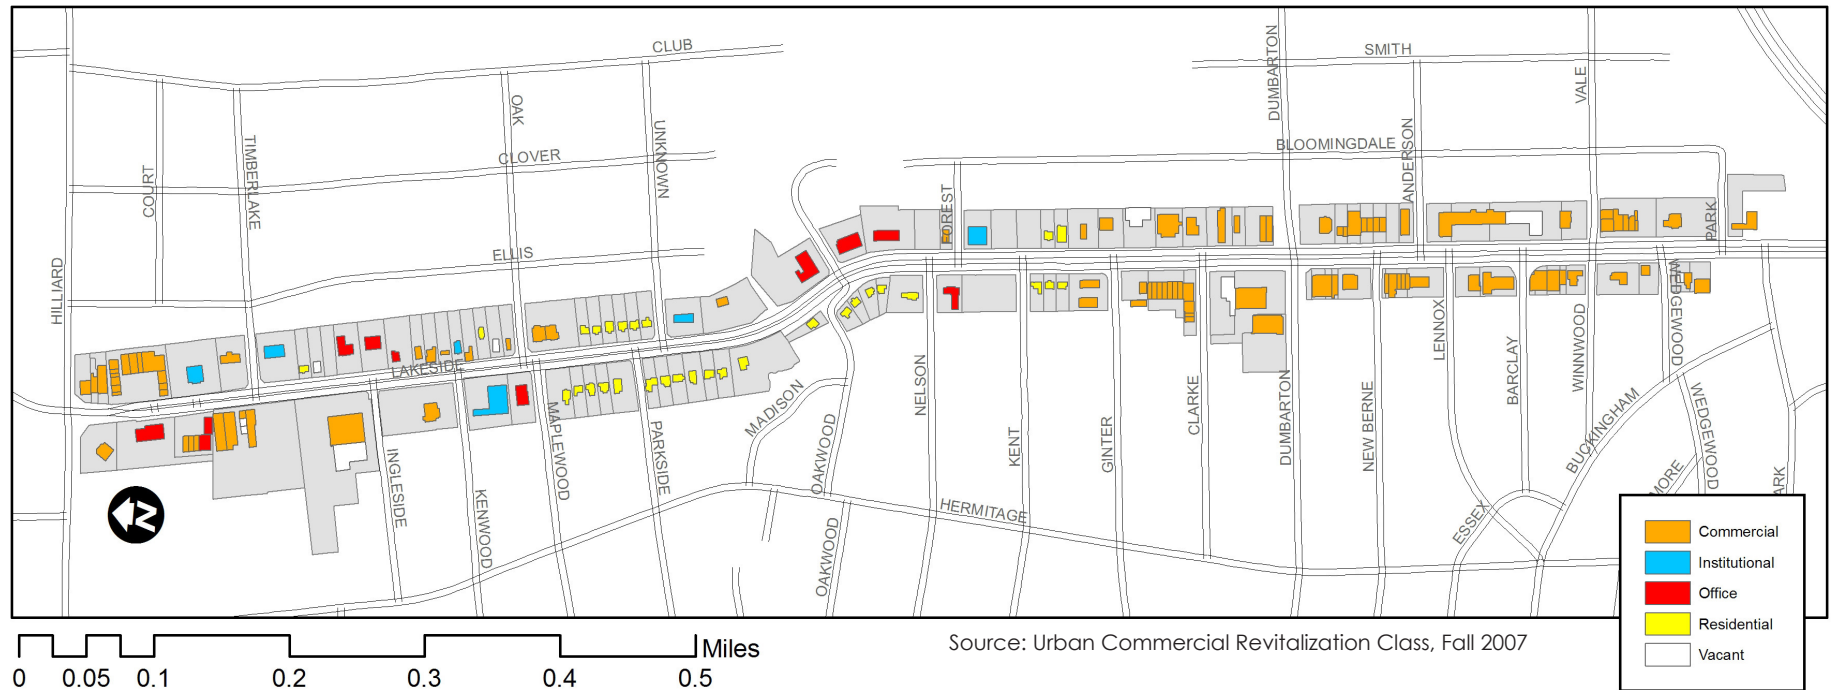 CLUB
SMITH
DUMBARTON
VALE
OAK
COURT
TIMBERLAKE
UNKNOWN
CLOVER
BLOOMINGDALE
ANDERSON
FOREST
PARK
ELLIS
HILLIARD
LAKESIDE
WEDGEWOOD
LENNOX
WINNWOOD
BARCLAY
NELSON
MADISON
MAPLEWOOD
PARKSIDE
OAKWOOD
KENT
GINTER
CLARKE
DUMBARTON
NEW BERNE
BUCKINGHAM
WEDGEWOOD
INGLESIDE
KENWOOD
HERMITAGE
ESSEX
MORE
ARK
OAKWOOD
N
Commercial
Institutional
Office
Residential
Vacant
Miles
0 0.05 0.1 0.2 0.3 0.4 0.5
Source: Urban Commercial Revitalization Class, Fall 2007